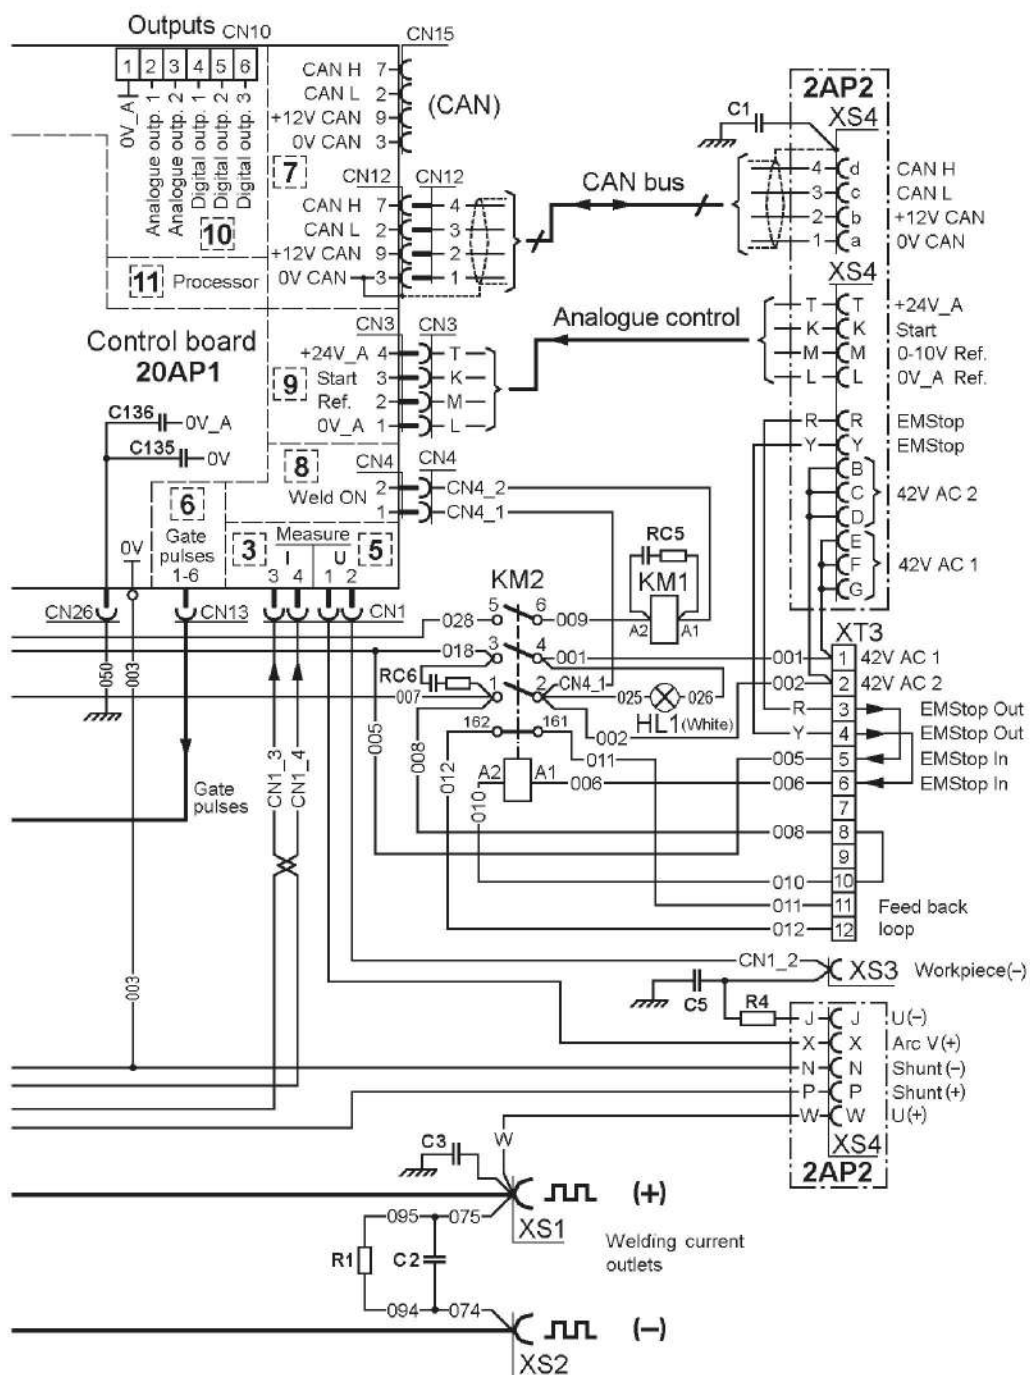 Outputs CN10
1 2 3 4 5 6
0V_A
Analogue outp. 1
Analogue outp. 2
Digital outp. 1
Digital outp. 2
Digital outp. 3
10
11 Processor
Control board
20AP1
7
CN15
CAN H 7
CAN L 2
+12V CAN 9
0V CAN 3
(CAN)
CN12 CN12
CAN H 7 4
CAN L 2 3
+12V CAN 9 2
0V CAN 3 1
CAN bus
C1
2AP2
XS4
4 d CAN H
3 c CAN L
2 b +12V CAN
1 a 0V CAN
XS4
T T +24V_A
K K Start
M M 0-10V Ref.
L L 0V_A Ref.
R R EMStop
Y Y EMStop
B
C 42V AC 2
D
E
F 42V AC 1
G
Analogue control
9
CN3 CN3
+24V_A 4 T
Start 3 K
Ref. 2 M
0V_A 1 L
C136 0V_A
C135 0V
8
CN4 CN4
Weld ON 2 CN4_2
1 CN4_1
6
Gate
pulses
1-6
0V
3 Measure 5
I U
3 4 1 2
CN26 CN13 CN1
050
003
003
Gate
pulses
CN1_3
CN1_4
RC5
KM1
A2 A1
KM2
028 5 6 009
018 3 4 001
RC6
007 1 2 CN4_1
025 026
HL1 (White)
002
162 161
011
A2 A1
006
005
008
012
010
XT3
001 1 42V AC 1
002 2 42V AC 2
R 3 EMStop Out
Y 4 EMStop Out
005 5 EMStop In
006 6 EMStop In
7
008 8
9
010 10
011 11 Feed back
012 12 loop
CN1_2 XS3 Workpiece(–)
C5 R4
J J U(–)
X X Arc V(+)
N N Shunt(–)
P P Shunt(+)
W W U(+)
XS4
2AP2
C3
W
(+)
XS1
095 075
R1 C2
094 074
Welding current
outlets
(–)
XS2